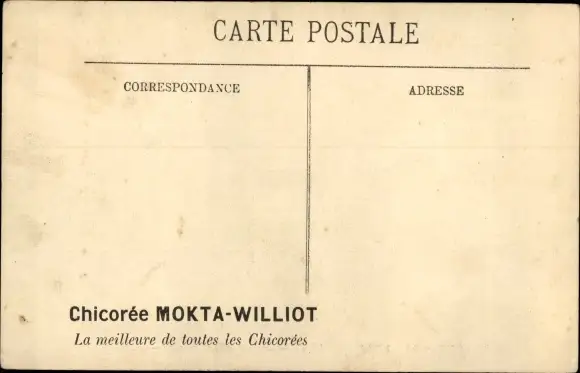 CARTE POSTALE
CORRESPONDANCE
ADRESSE
Chicorée MOKTA-WILLIOT
La meilleure de toutes les Chicorées